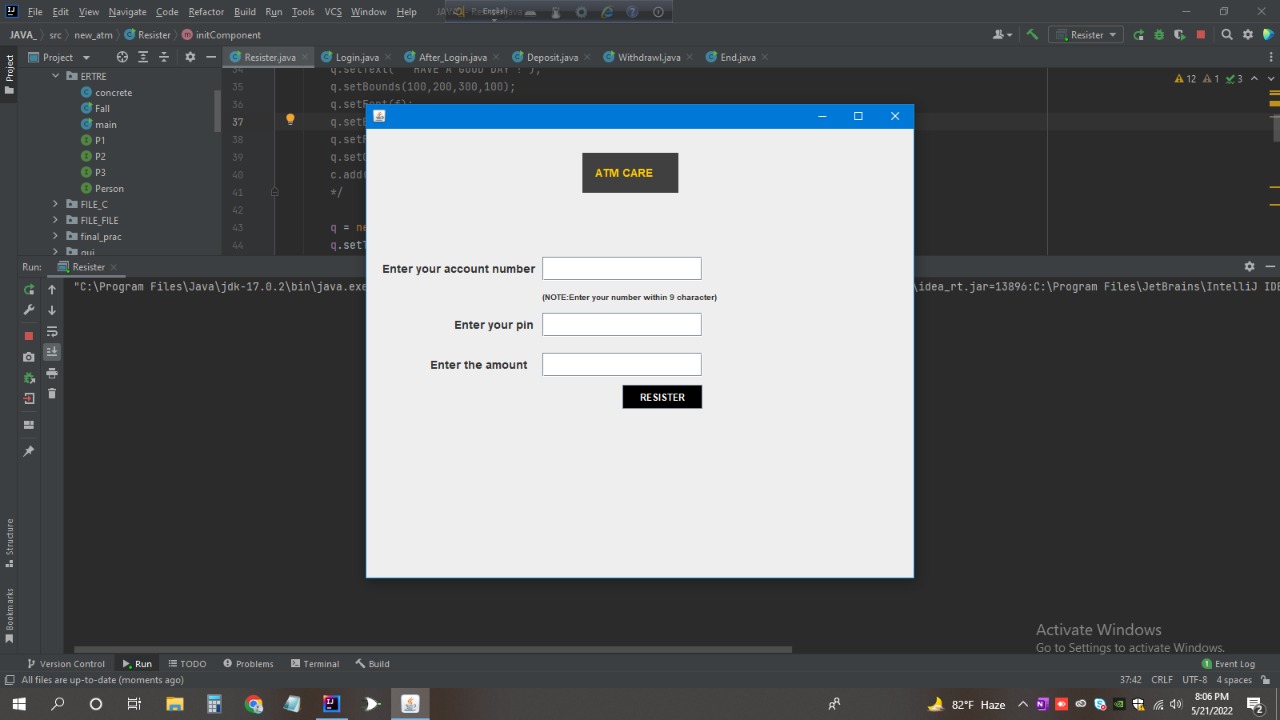 File Edit View Navigate Code Refactor Build Run Tools VCS Window Help JAVA Resister.java English
JAVA_ src new_atm Resister initComponent Resister
Project Resister.java Login.java After_Login.java Deposit.java Withdrawl.java End.java
Project
ERTRE
concrete
Fall
main
P1
P2
P3
Person
FILE_C
FILE_FILE
final_prac
gui
12 1 3
34 q.setText(" HAVE A GOOD DAY ! ");
35 q.setBounds(100,200,300,100);
36 q.setFont(f);
37 q.set
38 q.set
39 q.set
40 c.add(
41 */
42
43 q = ne
44 q.set
ATM CARE
Enter your account number
(NOTE:Enter your number within 9 character)
Enter your pin
Enter the amount
RESISTER
Run: Resister
"C:\Program Files\Java\jdk-17.0.2\bin\java.exe
\idea_rt.jar=13896:C:\Program Files\JetBrains\IntelliJ IDE
Structure
Bookmarks
Activate Windows
Go to Settings to activate Windows.
Version Control Run TODO Problems Terminal Build 1 Event Log
All files are up-to-date (moments ago) 37:42 CRLF UTF-8 4 spaces
82°F Haze 8:06 PM
5/21/2022 2